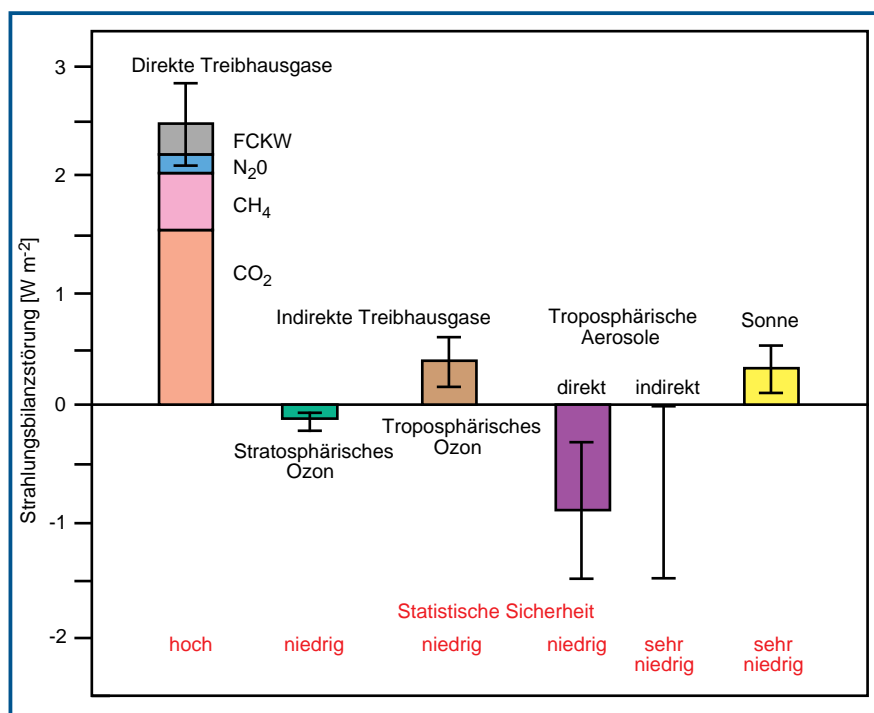 Strahlungsbilanzstörung [W m-2]
3
2
1
0
-1
-2
Direkte Treibhausgase
FCKW
N20
CH4
CO2
Indirekte Treibhausgase
Troposphärische
Aerosole
Sonne
direkt
indirekt
Stratosphärisches
Ozon
Troposphärisches
Ozon
Statistische Sicherheit
hoch
niedrig
niedrig
niedrig
sehr
niedrig
sehr
niedrig